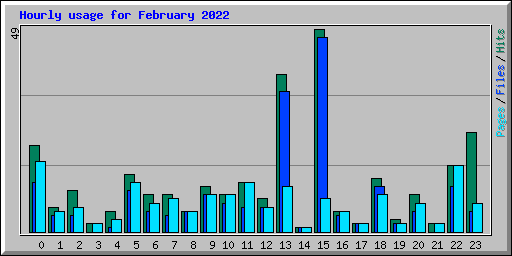 Hourly usage for February 2022
49
Pages/Files/Hits
0 1 2 3 4 5 6 7 8 9 10 11 12 13 14 15 16 17 18 19 20 21 22 23